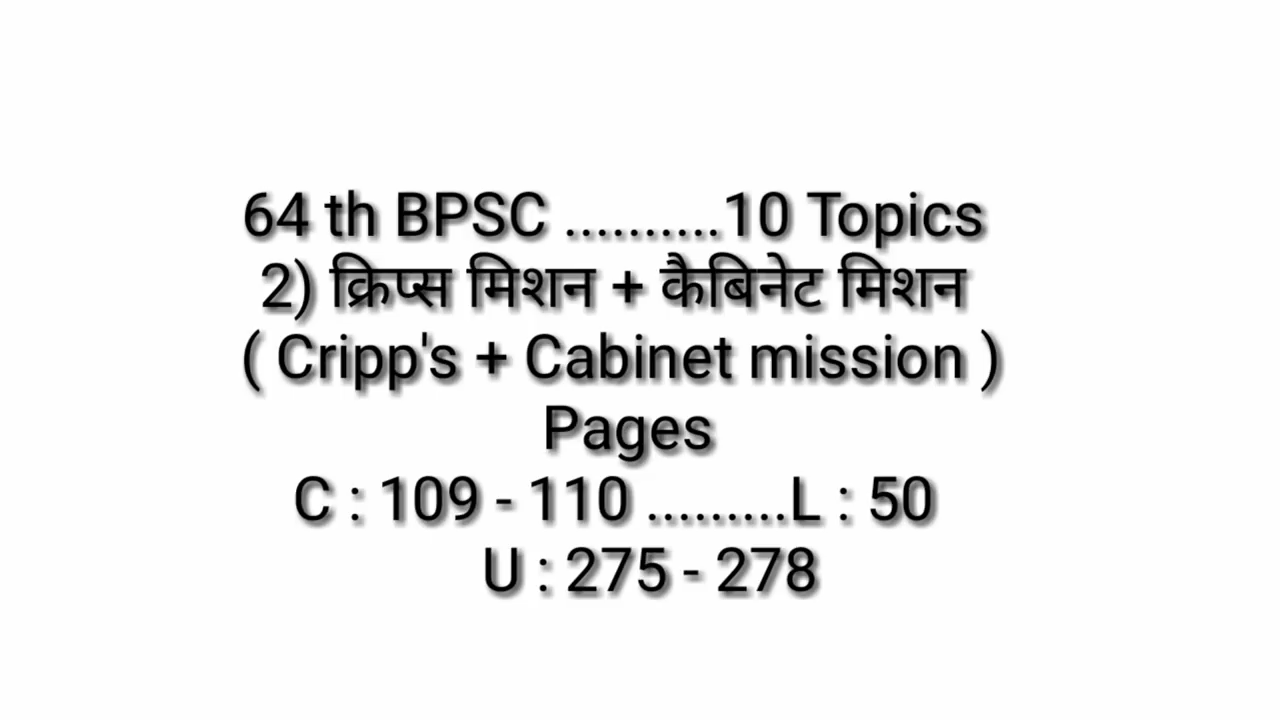 64 th BPSC ..........10 Topics
2) क्रिप्स मिशन + कैबिनेट मिशन
( Cripp's + Cabinet mission )
Pages
C : 109 - 110 .........L : 50
U : 275 - 278